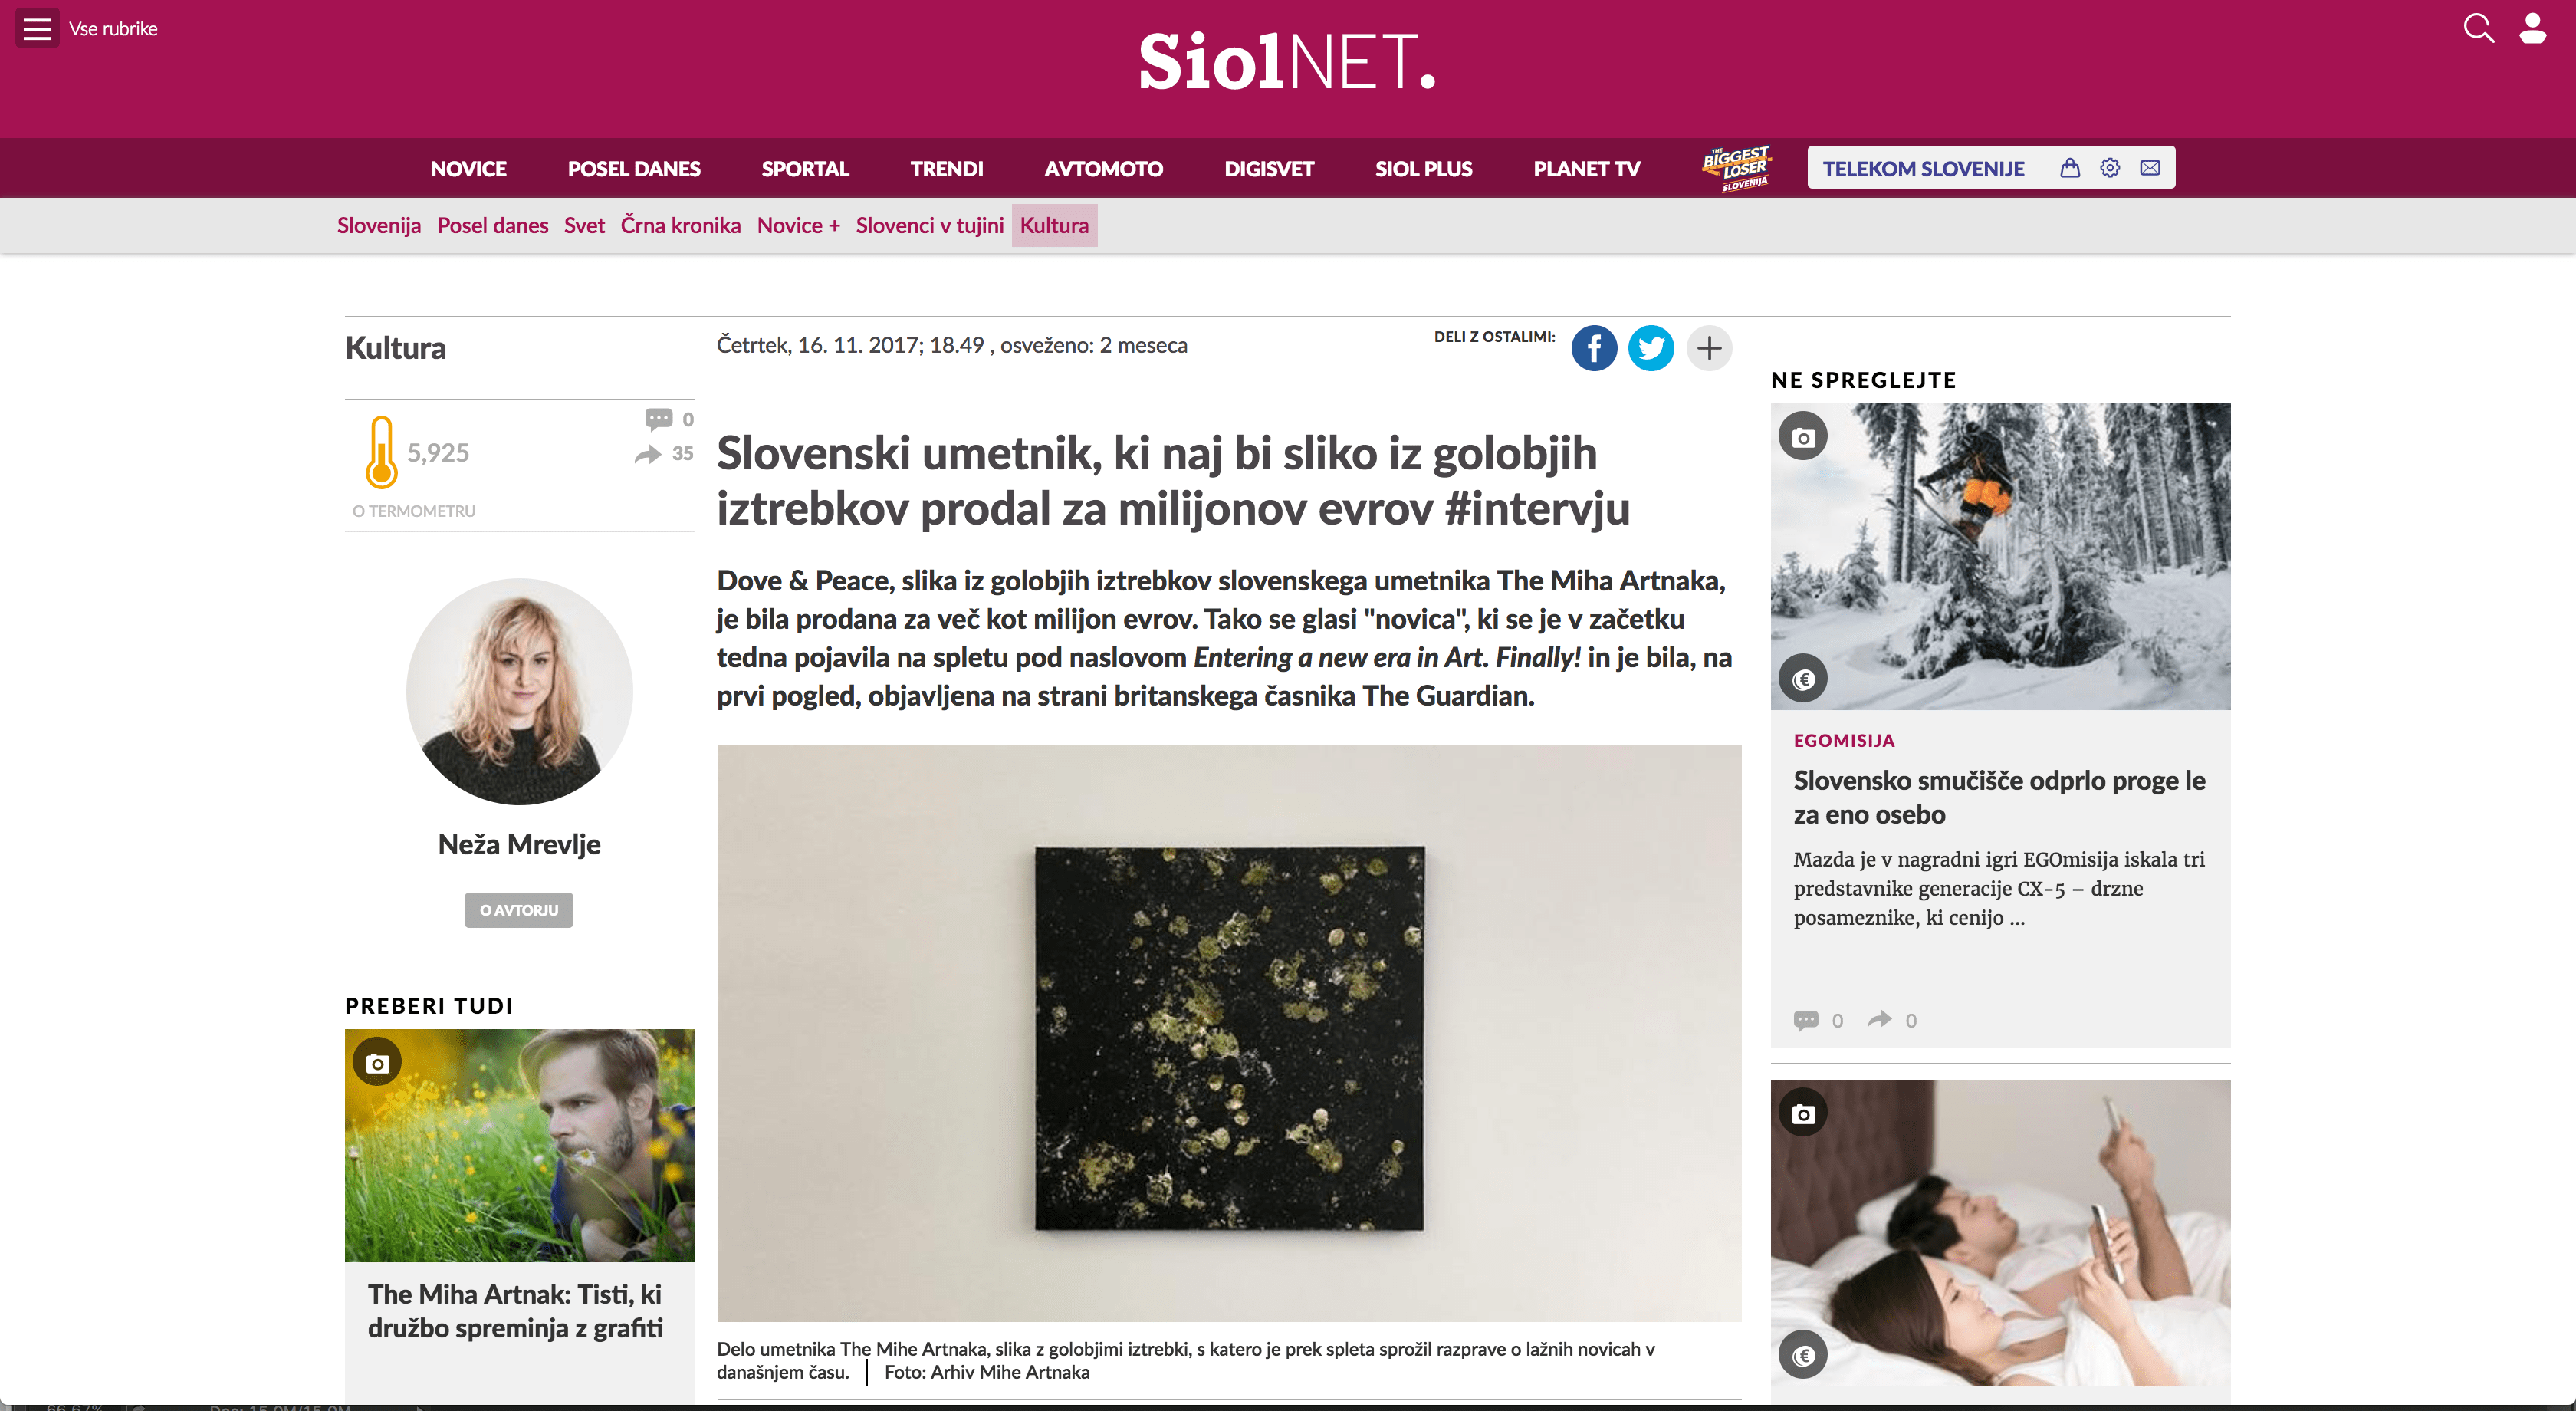 Vse rubrike
SiolNET.
NOVICE POSEL DANES SPORTAL TRENDI AVTOMOTO DIGISVET SIOL PLUS PLANET TV THE BIGGEST LOSER SLOVENIJA TELEKOM SLOVENIJE
Slovenija Posel danes Svet Črna kronika Novice + Slovenci v tujini Kultura
Kultura
5,925
0
35
O TERMOMETRU
Neža Mrevlje
O AVTORJU
PREBERI TUDI
The Miha Artnak: Tisti, ki
družbo spreminja z grafiti
Četrtek, 16. 11. 2017; 18.49 , osveženo: 2 meseca
DELI Z OSTALIMI:
Slovenski umetnik, ki naj bi sliko iz golobjih
iztrebkov prodal za milijonov evrov #intervju
Dove & Peace, slika iz golobjih iztrebkov slovenskega umetnika The Miha Artnaka,
je bila prodana za več kot milijon evrov. Tako se glasi "novica", ki se je v začetku
tedna pojavila na spletu pod naslovom Entering a new era in Art. Finally! in je bila, na
prvi pogled, objavljena na strani britanskega časnika The Guardian.
Delo umetnika The Mihe Artnaka, slika z golobjimi iztrebki, s katero je prek spleta sprožil razprave o lažnih novicah v
današnjem času. | Foto: Arhiv Mihe Artnaka
NE SPREGLEJTE
EGOMISIJA
Slovensko smučišče odprlo proge le
za eno osebo
Mazda je v nagradni igri EGOmisija iskala tri
predstavnike generacije CX-5 – drzne
posameznike, ki cenijo ...
0 0